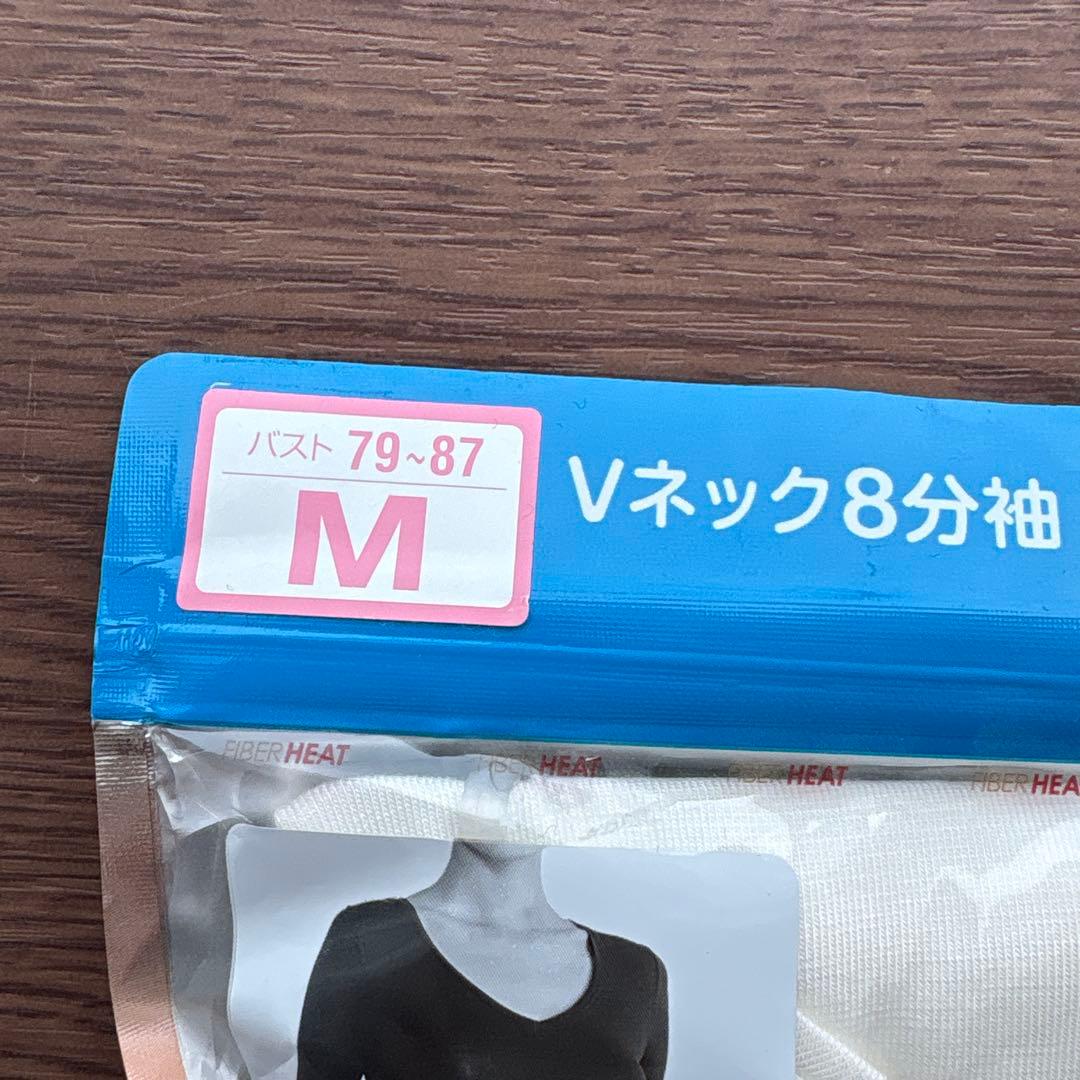 バスト 79~87
M
Vネック8分袖
FIBERHEAT
FIBERHEAT
FIBERHEAT
FIBERHEA